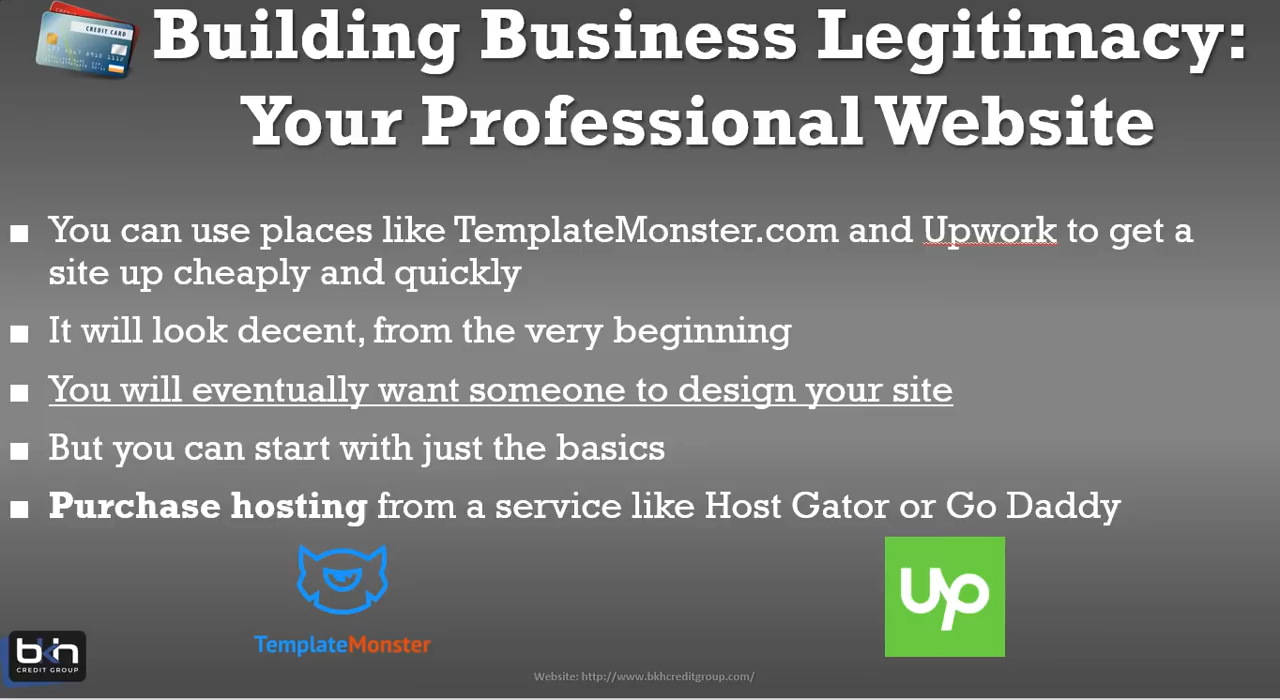 CREDIT CARD
Building Business Legitimacy:
Your Professional Website
You can use places like TemplateMonster.com and Upwork to get a
site up cheaply and quickly
It will look decent, from the very beginning
You will eventually want someone to design your site
But you can start with just the basics
Purchase hosting from a service like Host Gator or Go Daddy
TemplateMonster
up
bkh
CREDIT GROUP
Website: http://www.bkhcreditgroup.com/